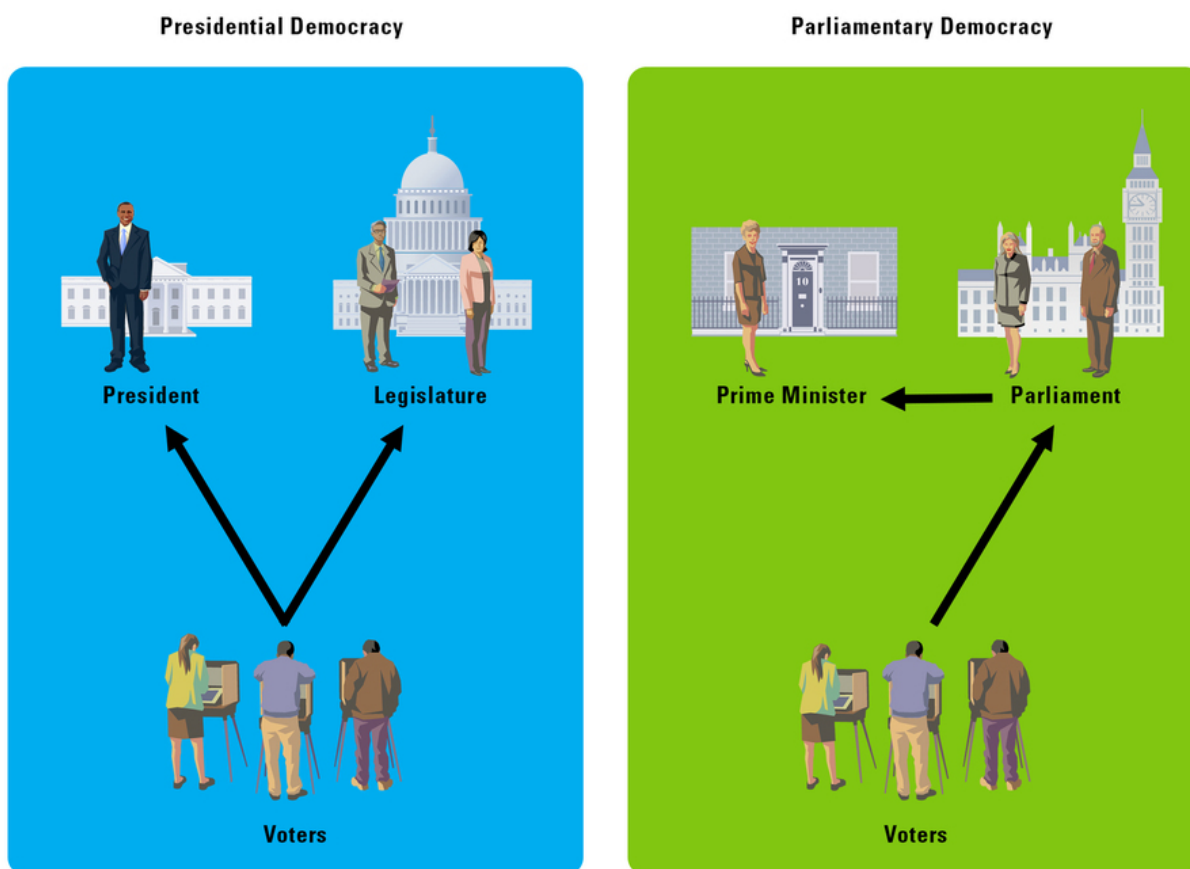 Presidential Democracy
Parliamentary Democracy
President
Legislature
Voters
10
Prime Minister
Parliament
Voters